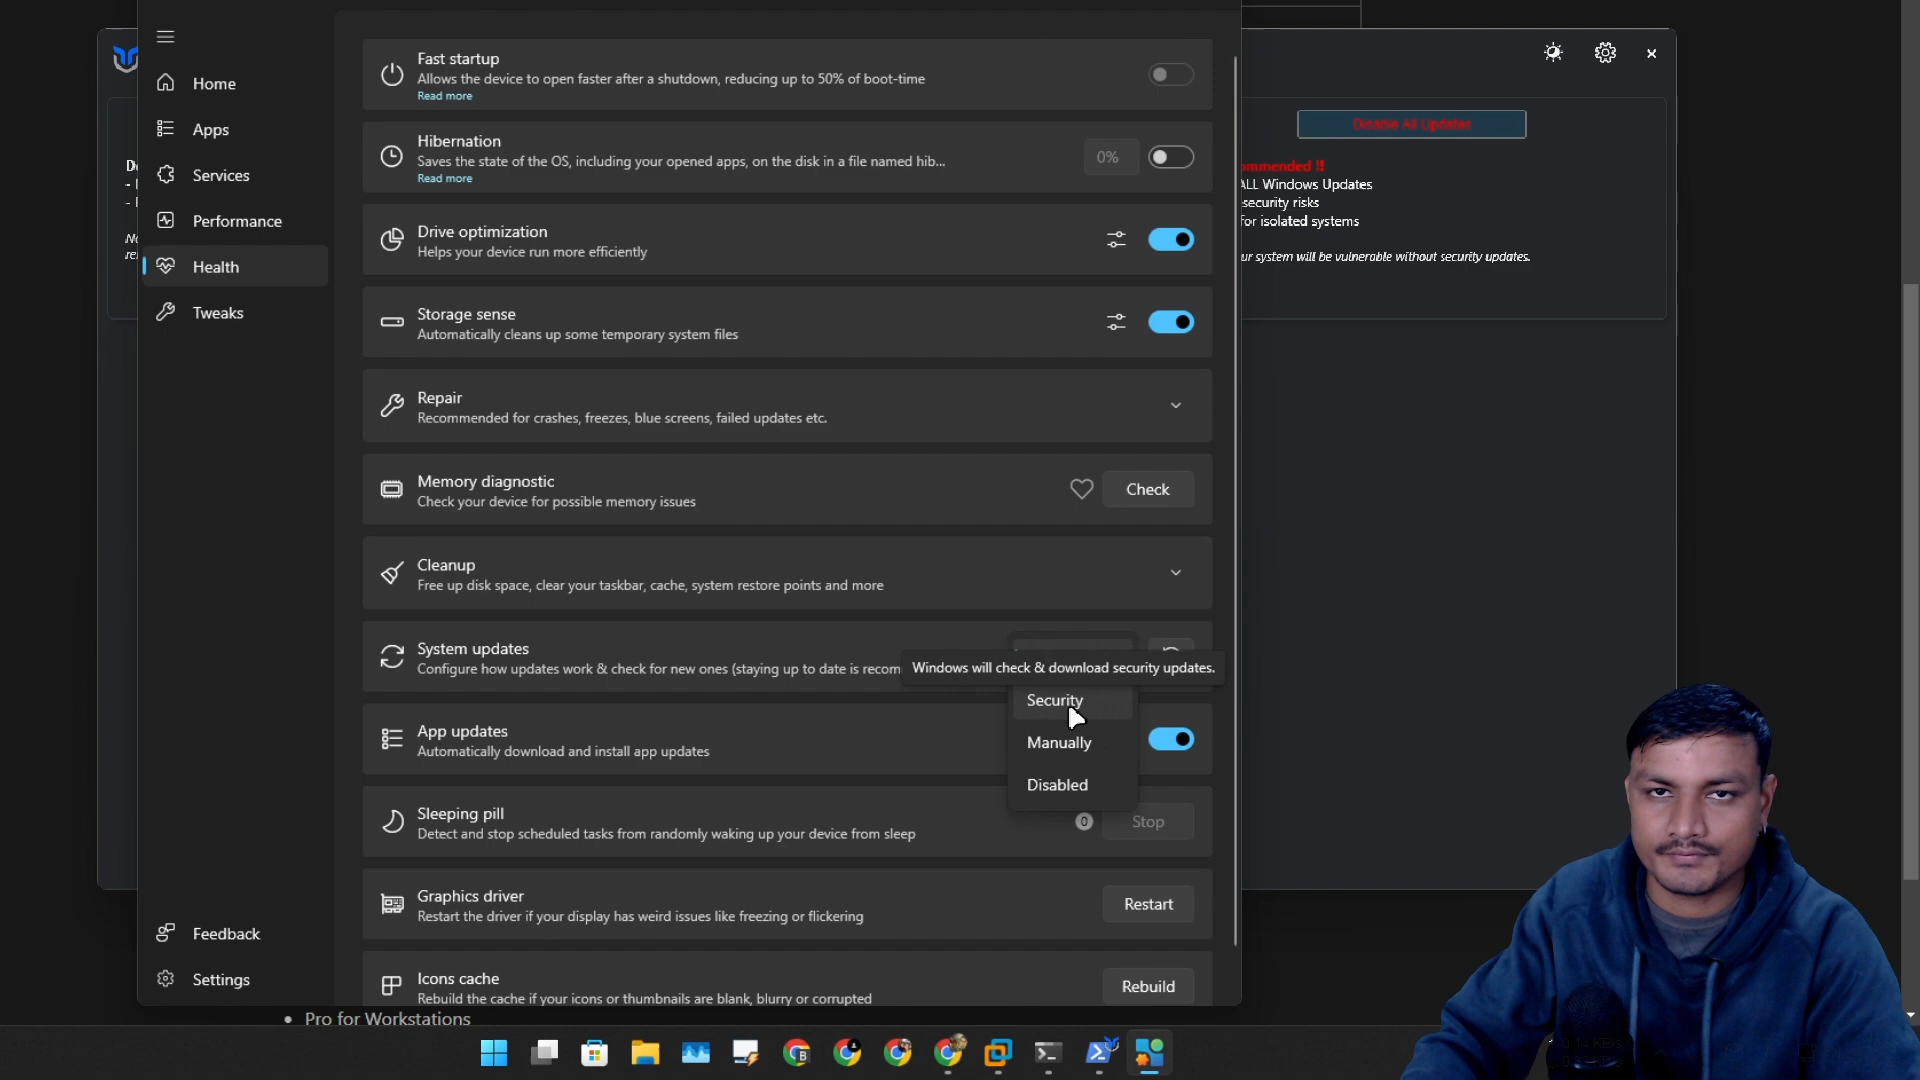 Home
Apps
Services
Performance
Health
Tweaks
Feedback
Settings
Fast startup
Allows the device to open faster after a shutdown, reducing up to 50% of boot-time
Read more
Hibernation
Saves the state of the OS, including your opened apps, on the disk in a file named hib...
Read more
0%
Drive optimization
Helps your device run more efficiently
Storage sense
Automatically cleans up some temporary system files
Repair
Recommended for crashes, freezes, blue screens, failed updates etc.
Memory diagnostic
Check your device for possible memory issues
Check
Cleanup
Free up disk space, clear your taskbar, cache, system restore points and more
System updates
Configure how updates work & check for new ones (staying up to date is recom
Windows will check & download security updates.
Security
Manually
Disabled
App updates
Automatically download and install app updates
Sleeping pill
Detect and stop scheduled tasks from randomly waking up your device from sleep
0
Stop
Graphics driver
Restart the driver if your display has weird issues like freezing or flickering
Restart
Icons cache
Rebuild the cache if your icons or thumbnails are blank, blurry or corrupted
Rebuild
Disable All Updates
ommended !!
ALL Windows Updates
security risks
for isolated systems
ur system will be vulnerable without security updates.
• Pro for Workstations